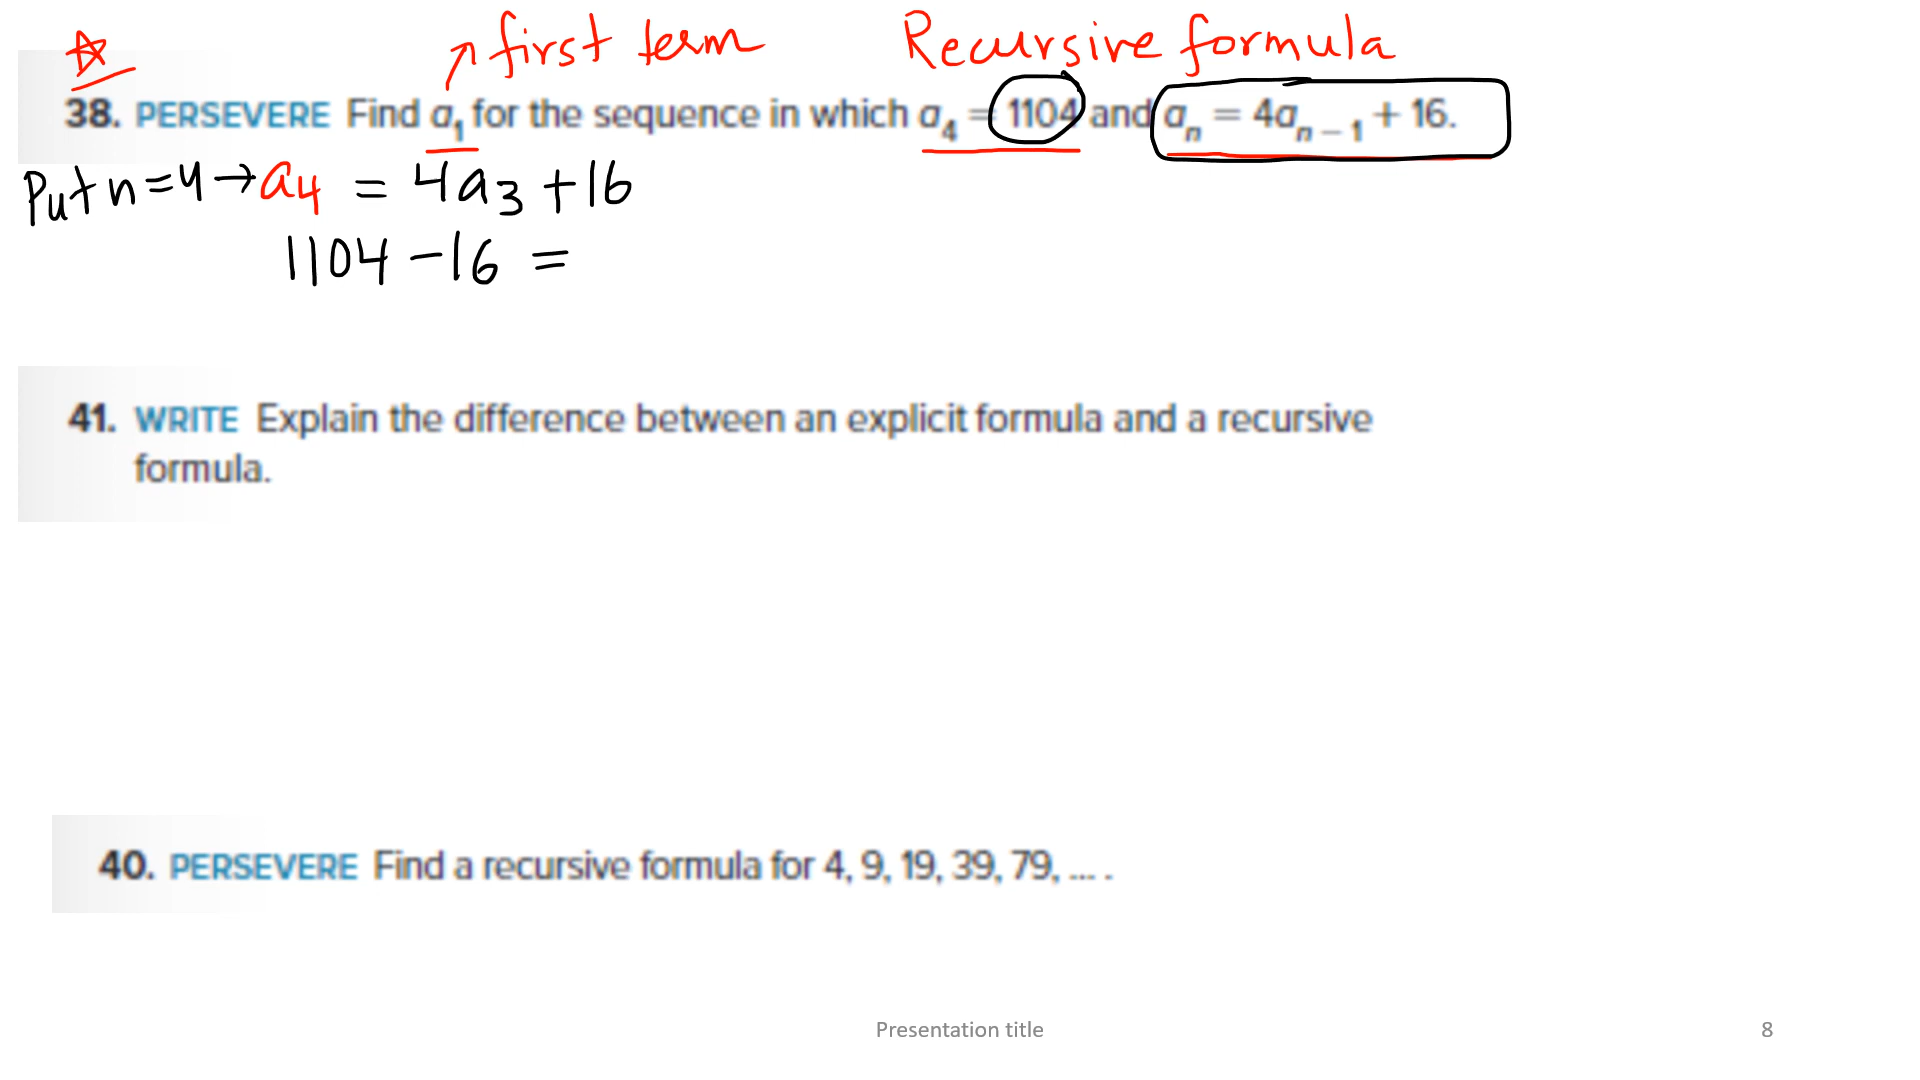 first term Recursive formula
38. PERSEVERE Find a₁ for the sequence in which a₄ = 1104 and aₙ = 4aₙ₋₁ + 16.
Put n=4→a₄ = 4a₃+16
1104-16 =
41. WRITE Explain the difference between an explicit formula and a recursive
formula.
40. PERSEVERE Find a recursive formula for 4, 9, 19, 39, 79, ... .
Presentation title 8